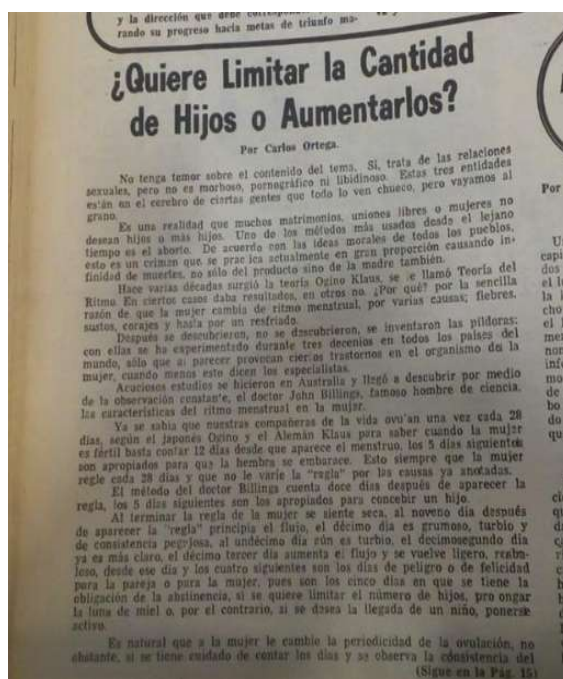 y la dirección que debe
rando su progreso hacia metas de triunfo ma-
¿Quiere Limitar la Cantidad
de Hijos o Aumentarlos?
Por Carlos Ortega.
No tenga temor sobre el contenido del tema. Si, trata de las relaciones
sexuales, pero no es morboso, pornográfico ni libidinoso. Estas tres entidades
están en el cerebro de ciertas gentes que todo lo ven chueco, pero vayamos al
grano.
Es una realidad que muchos matrimonios, uniones libres o mujeres no
desean hijos o más hijos. Uno de los métodos más usados desde el lejano
tiempo es el aborto. De acuerdo con las ideas morales de todos los pueblos,
esto es un crimen que se practica actualmente en gran proporción causando in-
finidad de muertes, no sólo del producto sino de la madre también.
Hace varias décadas surgió la teoría Ogino Klaus, se le llamó Teoría del
Ritmo. En ciertos casos daba resultados, en otros no. ¿Por qué? por la sencilla
razón de que la mujer cambia de ritmo menstrual, por varias causas; fiebres,
sustos, corajes y hasta por un resfriado.
Después se descubrieron, no se descubrieron, se inventaron las píldoras:
con ellas se ha experimentado durante tres decenios en todos los países del
mundo, sólo que al parecer provocan ciertos trastornos en el organismo de la
mujer, cuando menos esto dicen los especialistas.
Acuciosos estudios se hicieron en Australia y llegó a descubrir por medio
de la observación constante, el doctor John Billings, famoso hombre de ciencia,
las características del ritmo menstrual en la mujer.
Ya se sabía que nuestras compañeras de la vida ovulan una vez cada 28
días, según el japonés Ogino y el Alemán Klaus para saber cuando la mujer
es fértil basta contar 12 días desde que aparece el menstruo, los 5 días siguientes
son apropiados para que la hembra se embarace. Esto siempre que la mujer
regle cada 28 días y que no le varíe la "regla" por las causas ya anotadas.
El método del doctor Billings cuenta doce días después de aparecer la
regla, los 5 días siguientes son los apropiados para concebir un hijo.
Al terminar la regla de la mujer se siente seca, al noveno día después
de aparecer la "regla" principia el flujo, el décimo día es grumoso, turbio y
de consistencia pegajosa, al undécimo día aún es turbio, el decimosegundo día
ya es más claro, el décimo tercer día aumenta el flujo y se vuelve ligero, resba-
loso, desde ese día y los cuatro siguientes son los días de peligro o de felicidad
para la pareja o para la mujer, pues son los cinco días en que se tiene la
obligación de la abstinencia, si se quiere limitar el número de hijos, prolongar
la luna de miel o, por el contrario, si se desea la llegada de un niño, ponerse
activo.
Es natural que a la mujer le cambie la periodicidad de la ovulación, no
obstante, si se tiene cuidado de contar los días y se observa la consistencia del
(Sigue en la Pág. 15)
Por